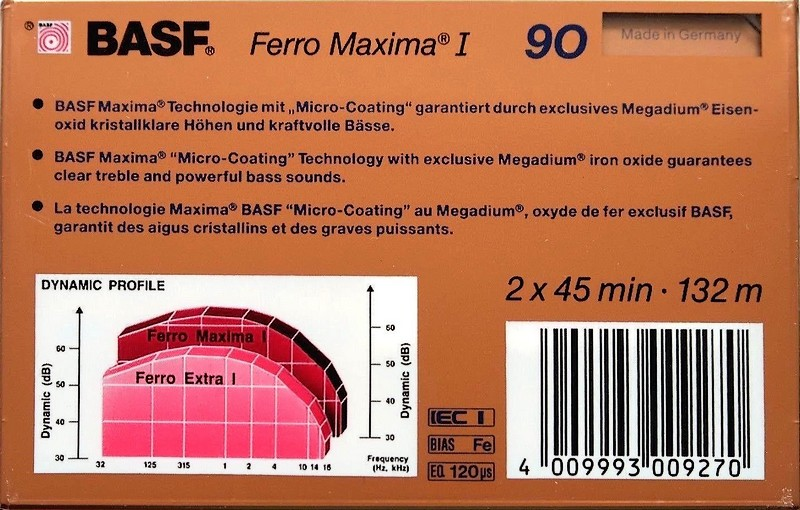 ® BASF BASF® Ferro Maxima® I 90 Made in Germany
● BASF Maxima® Technologie mit „Micro-Coating“ garantiert durch exclusives Megadium® Eisen-
oxid kristallklare Höhen und kraftvolle Bässe.
● BASF Maxima® “Micro-Coating” Technology with exclusive Megadium® iron oxide guarantees
clear treble and powerful bass sounds.
● La technologie Maxima® BASF “Micro-Coating” au Megadium®, oxyde de fer exclusif BASF,
garantit des aigus cristallins et des graves puissants.
2 x 45 min · 132 m
DYNAMIC PROFILE
Dynamic (dB)
60
50
40
30
Ferro Maxima I
Ferro Extra I
60
50
40
30
Dynamic (dB)
32 125 315 1 2 4 10 14 16 Frequency
(Hz, kHz)
IEC I
BIAS Fe
EQ 120µs
4 009993 009270